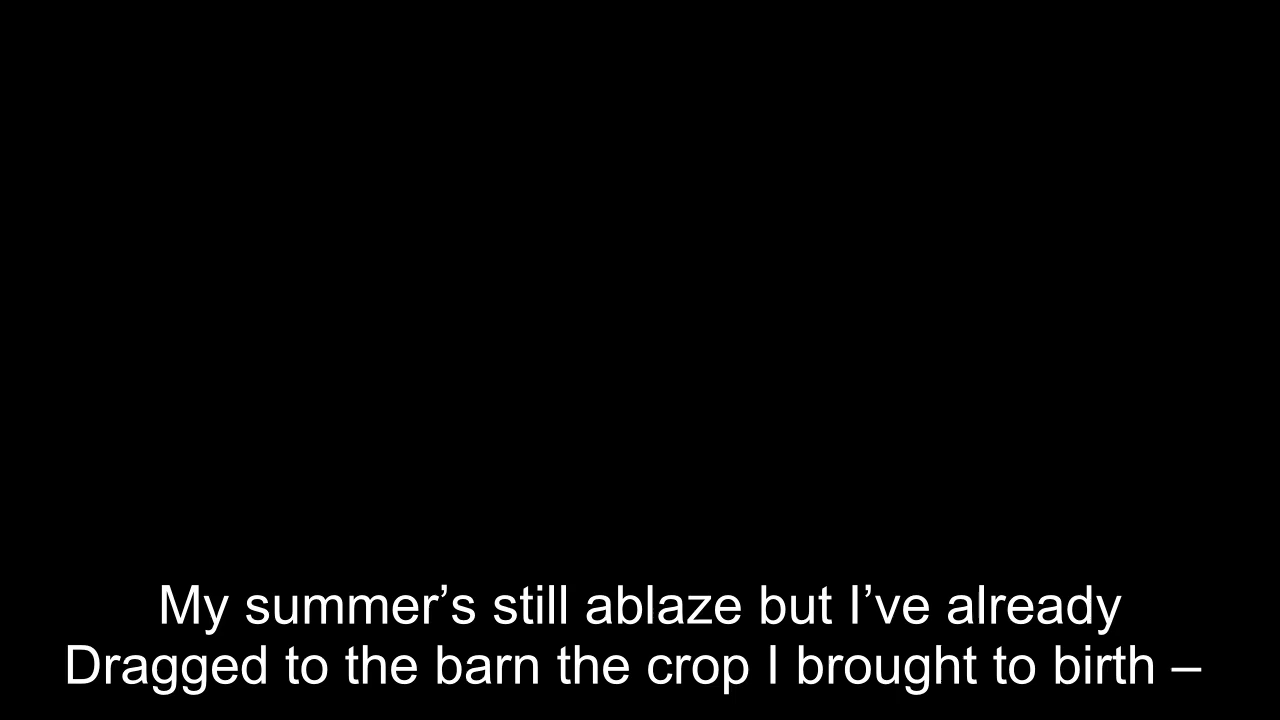 My summer’s still ablaze but I’ve already
Dragged to the barn the crop I brought to birth –